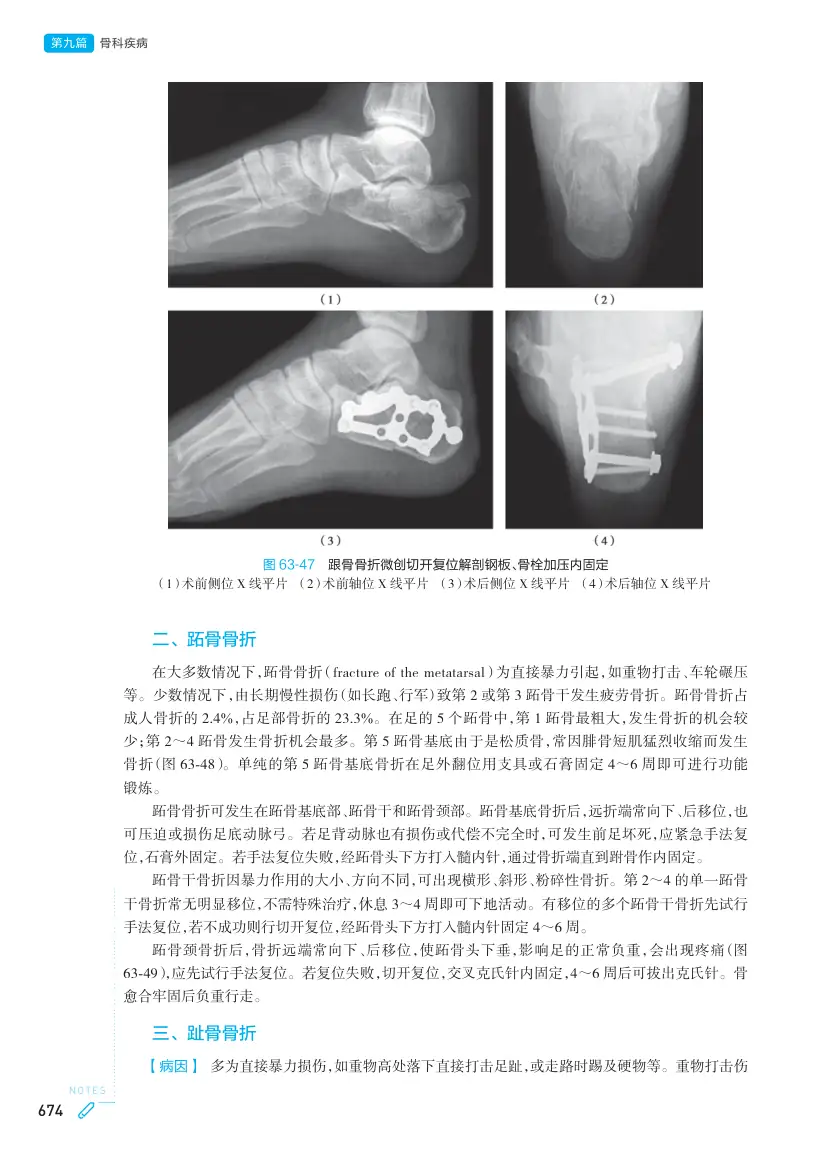 第九篇 骨科疾病
（1） （2）
（3） （4）
图 63-47 跟骨骨折微创切开复位解剖钢板、骨栓加压内固定
（1）术前侧位 X 线平片 （2）术前轴位 X 线平片 （3）术后侧位 X 线平片 （4）术后轴位 X 线平片
二、跖骨骨折
在大多数情况下，跖骨骨折（fracture of the metatarsal）为直接暴力引起，如重物打击、车轮碾压
等。少数情况下，由长期慢性损伤（如长跑、行军）致第 2 或第 3 跖骨干发生疲劳骨折。跖骨骨折占
成人骨折的 2.4%，占足部骨折的 23.3%。在足的 5 个跖骨中，第 1 跖骨最粗大，发生骨折的机会较
少；第 2～4 跖骨发生骨折机会最多。第 5 跖骨基底由于是松质骨，常因腓骨短肌猛烈收缩而发生
骨折（图 63-48）。单纯的第 5 跖骨基底骨折在足外翻位用支具或石膏固定 4～6 周即可进行功能
锻炼。
跖骨骨折可发生在跖骨基底部、跖骨干和跖骨颈部。跖骨基底骨折后，远折端常向下、后移位，也
可压迫或损伤足底动脉弓。若足背动脉也有损伤或代偿不完全时，可发生前足坏死，应紧急手法复
位，石膏外固定。若手法复位失败，经跖骨头下方打入髓内针，通过骨折端直到跗骨作内固定。
跖骨干骨折因暴力作用的大小、方向不同，可出现横形、斜形、粉碎性骨折。第 2～4 的单一跖骨
干骨折常无明显移位，不需特殊治疗，休息 3～4 周即可下地活动。有移位的多个跖骨干骨折先试行
手法复位，若不成功则行切开复位，经跖骨头下方打入髓内针固定 4～6 周。
跖骨颈骨折后，骨折远端常向下、后移位，使跖骨头下垂，影响足的正常负重，会出现疼痛（图
63-49），应先试行手法复位。若复位失败，切开复位，交叉克氏针内固定，4～6 周后可拔出克氏针。骨
愈合牢固后负重行走。
三、趾骨骨折
【病因】 多为直接暴力损伤，如重物高处落下直接打击足趾，或走路时踢及硬物等。重物打击伤
NOTES
674